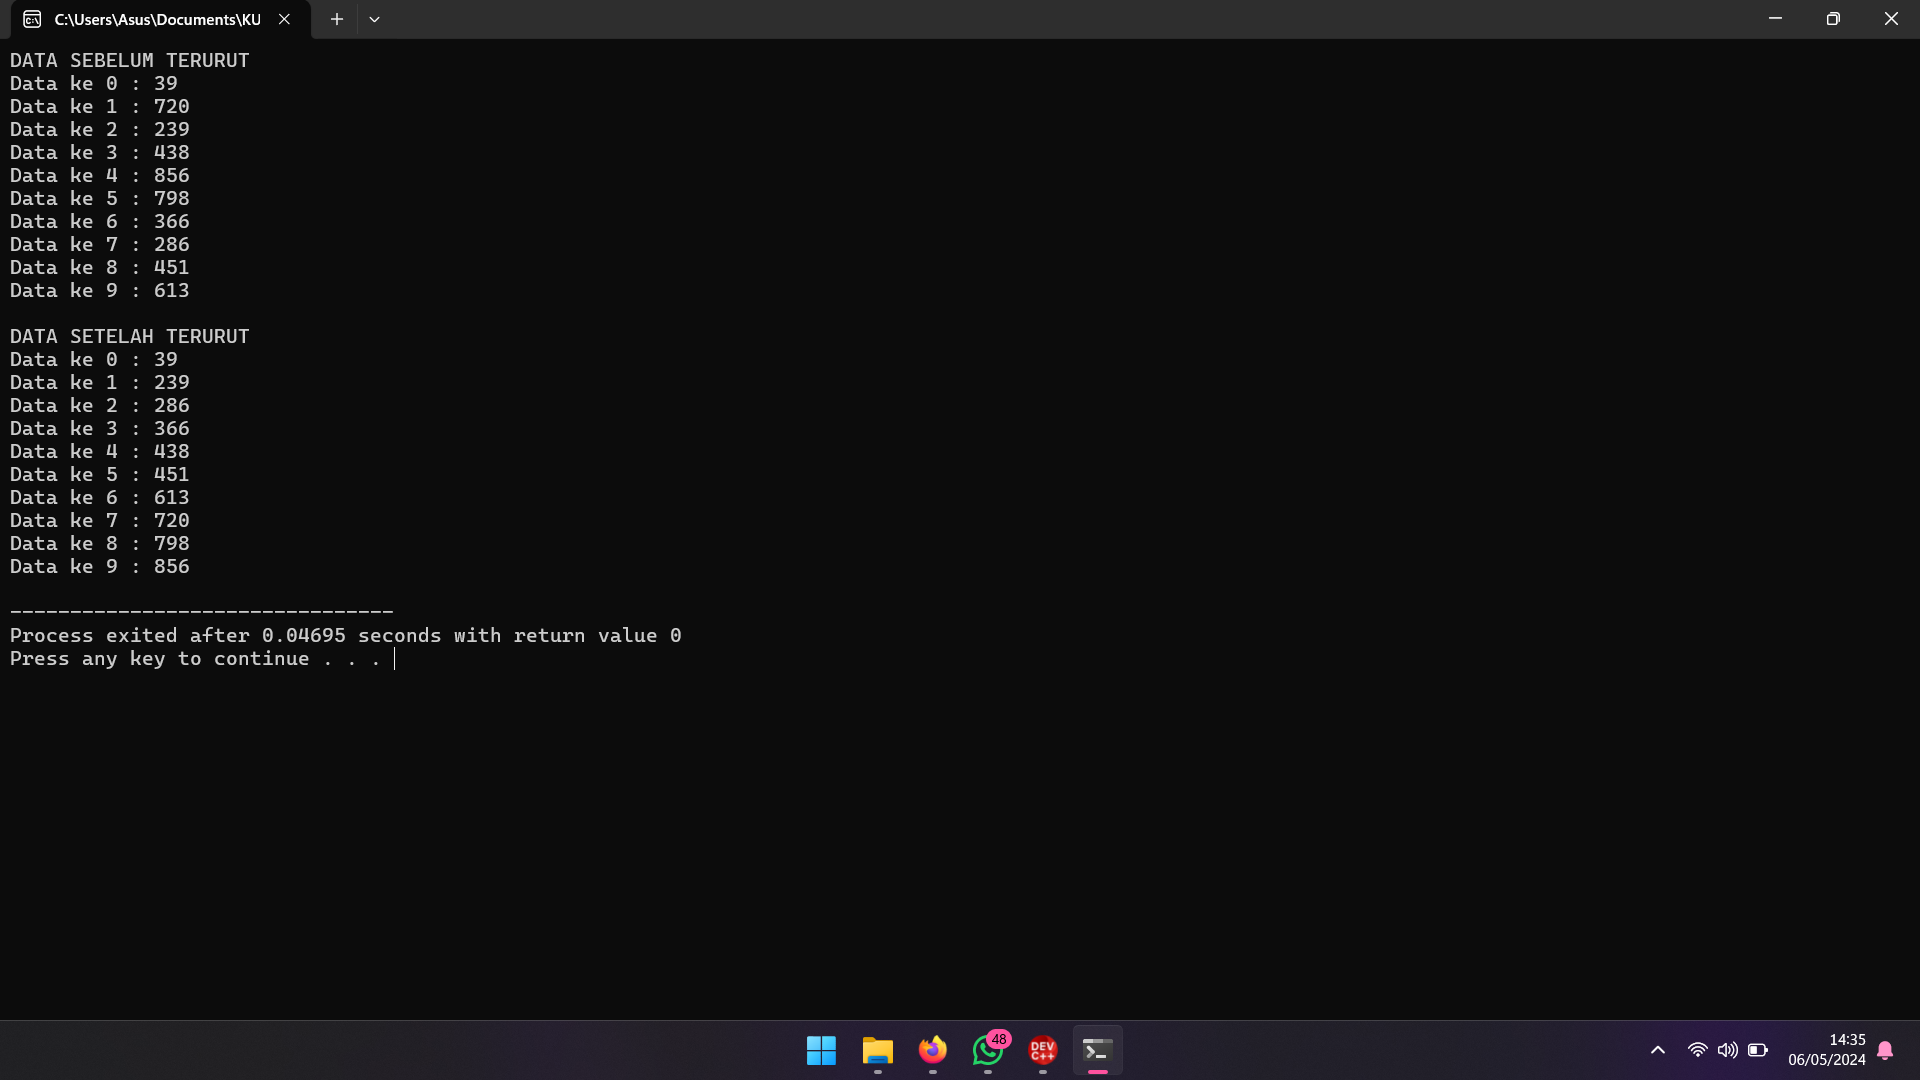 C:\Users\Asus\Documents\KU
DATA SEBELUM TERURUT
Data ke 0 : 39
Data ke 1 : 720
Data ke 2 : 239
Data ke 3 : 438
Data ke 4 : 856
Data ke 5 : 798
Data ke 6 : 366
Data ke 7 : 286
Data ke 8 : 451
Data ke 9 : 613
DATA SETELAH TERURUT
Data ke 0 : 39
Data ke 1 : 239
Data ke 2 : 286
Data ke 3 : 366
Data ke 4 : 438
Data ke 5 : 451
Data ke 6 : 613
Data ke 7 : 720
Data ke 8 : 798
Data ke 9 : 856
--------------------------------
Process exited after 0.04695 seconds with return value 0
Press any key to continue . . .
48
DEV
C++
14:35
06/05/2024